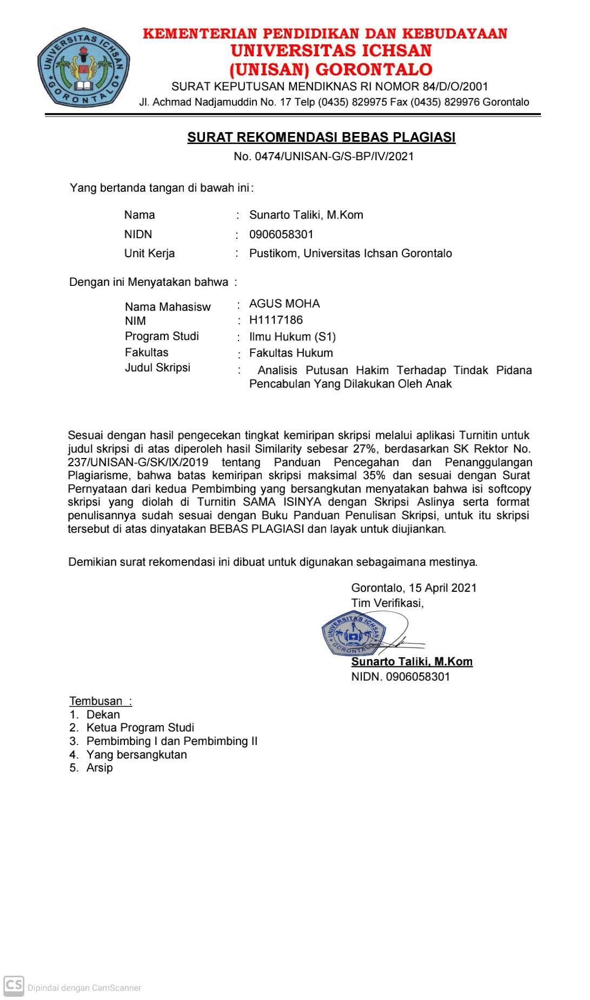 UNIVERSITAS ICHSAN
GORONTALO
KEMENTERIAN PENDIDIKAN DAN KEBUDAYAAN
UNIVERSITAS ICHSAN
(UNISAN) GORONTALO
SURAT KEPUTUSAN MENDIKNAS RI NOMOR 84/D/O/2001
Jl. Achmad Nadjamuddin No. 17 Telp (0435) 829975 Fax (0435) 829976 Gorontalo
SURAT REKOMENDASI BEBAS PLAGIASI
No. 0474/UNISAN-G/S-BP/IV/2021
Yang bertanda tangan di bawah ini :
Nama : Sunarto Taliki, M.Kom
NIDN : 0906058301
Unit Kerja : Pustikom, Universitas Ichsan Gorontalo
Dengan ini Menyatakan bahwa :
Nama Mahasisw : AGUS MOHA
NIM : H1117186
Program Studi : Ilmu Hukum (S1)
Fakultas : Fakultas Hukum
Judul Skripsi : Analisis Putusan Hakim Terhadap Tindak Pidana
Pencabulan Yang Dilakukan Oleh Anak
Sesuai dengan hasil pengecekan tingkat kemiripan skripsi melalui aplikasi Turnitin untuk
judul skripsi di atas diperoleh hasil Similarity sebesar 27%, berdasarkan SK Rektor No.
237/UNISAN-G/SK/IX/2019 tentang Panduan Pencegahan dan Penanggulangan
Plagiarisme, bahwa batas kemiripan skripsi maksimal 35% dan sesuai dengan Surat
Pernyataan dari kedua Pembimbing yang bersangkutan menyatakan bahwa isi softcopy
skripsi yang diolah di Turnitin SAMA ISINYA dengan Skripsi Aslinya serta format
penulisannya sudah sesuai dengan Buku Panduan Penulisan Skripsi, untuk itu skripsi
tersebut di atas dinyatakan BEBAS PLAGIASI dan layak untuk diujiankan.
Demikian surat rekomendasi ini dibuat untuk digunakan sebagaimana mestinya.
Gorontalo, 15 April 2021
Tim Verifikasi,
UNIVERSITAS ICHSAN
GORONTALO
Sunarto Taliki, M.Kom
NIDN. 0906058301
Tembusan :
1. Dekan
2. Ketua Program Studi
3. Pembimbing I dan Pembimbing II
4. Yang bersangkutan
5. Arsip
CS Dipindai dengan CamScanner